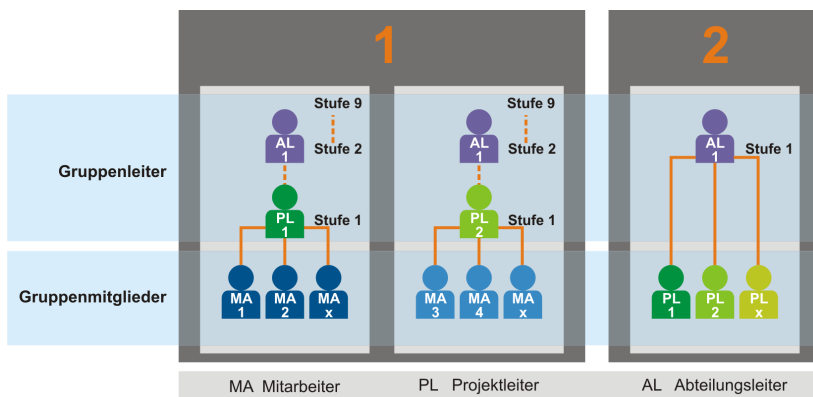 1
2
Stufe 9
Stufe 9
AL
1
Stufe 2
AL
1
Stufe 2
AL
1
Stufe 1
Gruppenleiter
PL
1
Stufe 1
PL
2
Stufe 1
Gruppenmitglieder
MA
1
MA
2
MA
x
MA
3
MA
4
MA
x
PL
1
PL
2
PL
x
MA Mitarbeiter
PL Projektleiter
AL Abteilungsleiter